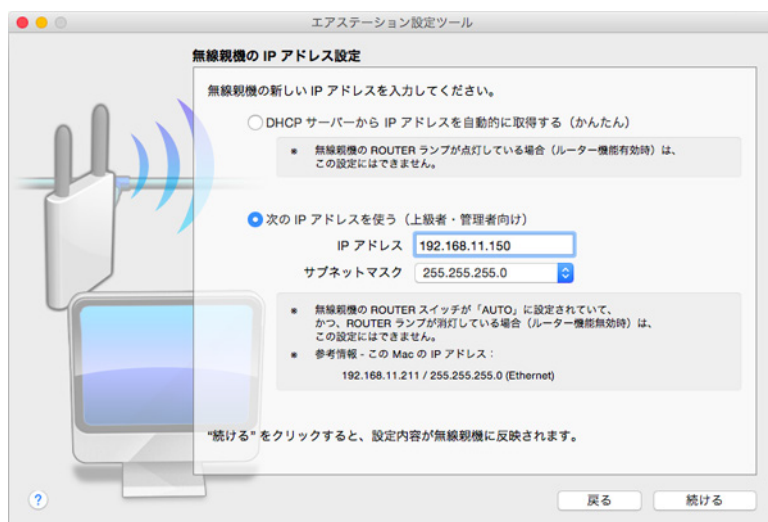 エアステーション設定ツール
無線親機の IP アドレス設定
無線親機の新しい IP アドレスを入力してください。
DHCP サーバーから IP アドレスを自動的に取得する（かんたん）
※ 無線親機の ROUTER ランプが点灯している場合（ルーター機能有効時）は、
この設定にはできません。
次の IP アドレスを使う（上級者・管理者向け）
IP アドレス 192.168.11.150
サブネットマスク 255.255.255.0
※ 無線親機の ROUTER スイッチが「AUTO」に設定されていて、
かつ、ROUTER ランプが消灯している場合（ルーター機能無効時）は、
この設定にはできません。
※ 参考情報 - この Mac の IP アドレス：
192.168.11.211 / 255.255.255.0 (Ethernet)
“続ける” をクリックすると、設定内容が無線親機に反映されます。
? 戻る 続ける